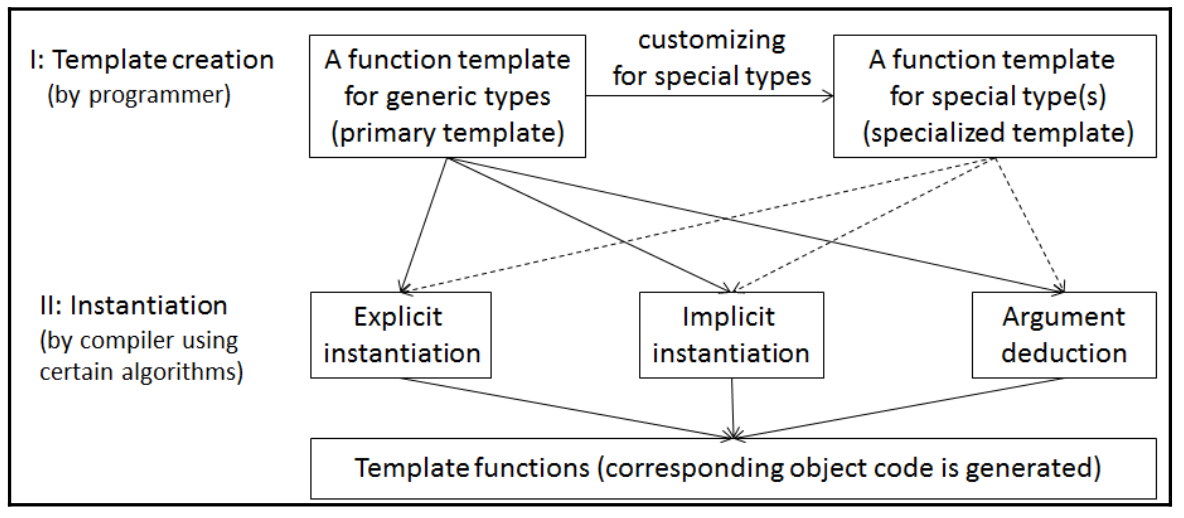 I: Template creation
(by programmer)
A function template
for generic types
(primary template)
customizing
for special types
A function template
for special type(s)
(specialized template)
II: Instantiation
(by compiler using
certain algorithms)
Explicit
instantiation
Implicit
instantiation
Argument
deduction
Template functions (corresponding object code is generated)